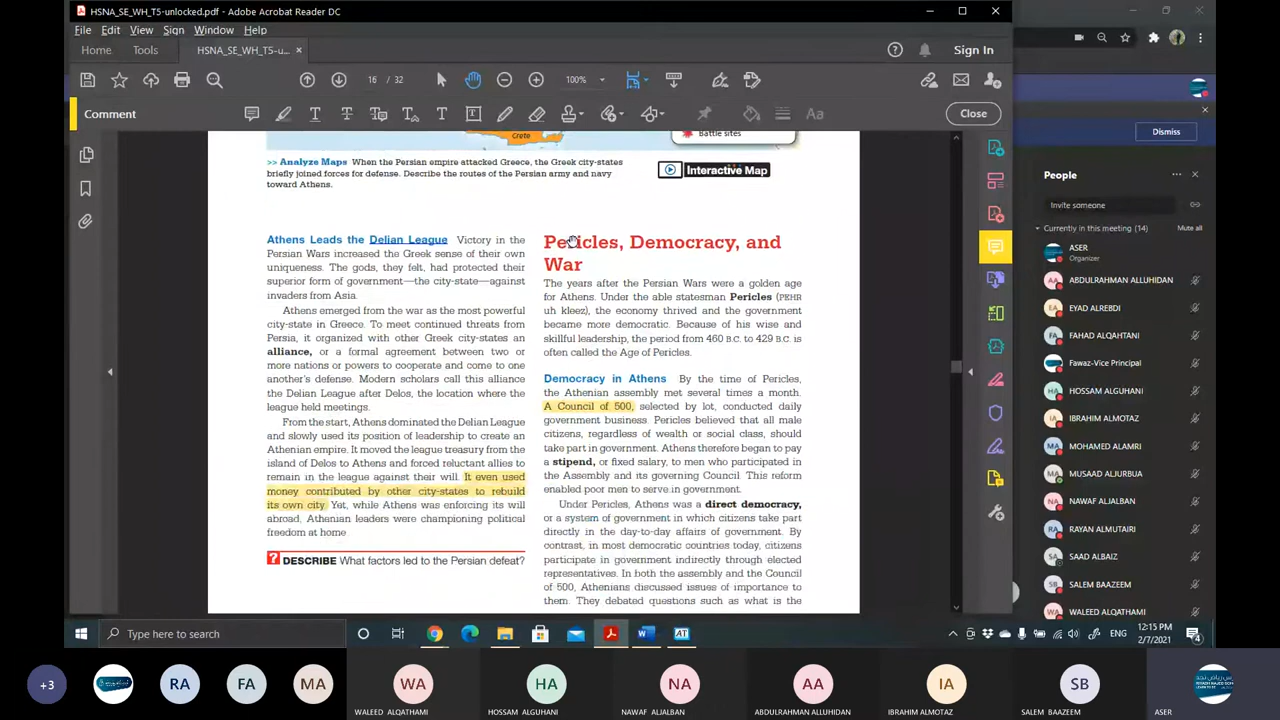 HSNA_SE_WH_T5-unlocked.pdf - Adobe Acrobat Reader DC
File Edit View Sign Window Help
Home Tools HSNA_SE_WH_T5-u... × Sign In
16 / 32 100%
Comment Close
Crete
Battle sites
>> Analyze Maps When the Persian empire attacked Greece, the Greek city-states
briefly joined forces for defense. Describe the routes of the Persian army and navy
toward Athens.
Interactive Map
Athens Leads the Delian League Victory in the
Persian Wars increased the Greek sense of their own
uniqueness. The gods, they felt, had protected their
superior form of government—the city-state—against
invaders from Asia.
Athens emerged from the war as the most powerful
city-state in Greece. To meet continued threats from
Persia, it organized with other Greek city-states an
alliance, or a formal agreement between two or
more nations or powers to cooperate and come to one
another's defense. Modern scholars call this alliance
the Delian League after Delos, the location where the
league held meetings.
From the start, Athens dominated the Delian League
and slowly used its position of leadership to create an
Athenian empire. It moved the league treasury from the
island of Delos to Athens and forced reluctant allies to
remain in the league against their will. It even used
money contributed by other city-states to rebuild
its own city. Yet, while Athens was enforcing its will
abroad, Athenian leaders were championing political
freedom at home
? DESCRIBE What factors led to the Persian defeat?
Pericles, Democracy, and
War
The years after the Persian Wars were a golden age
for Athens. Under the able statesman Pericles (PEHR
uh kleez), the economy thrived and the government
became more democratic. Because of his wise and
skillful leadership, the period from 460 B.C. to 429 B.C. is
often called the Age of Pericles.
Democracy in Athens By the time of Pericles,
the Athenian assembly met several times a month.
A Council of 500, selected by lot, conducted daily
government business. Pericles believed that all male
citizens, regardless of wealth or social class, should
take part in government. Athens therefore began to pay
a stipend, or fixed salary, to men who participated in
the Assembly and its governing Council. This reform
enabled poor men to serve in government.
Under Pericles, Athens was a direct democracy,
or a system of government in which citizens take part
directly in the day-to-day affairs of government. By
contrast, in most democratic countries today, citizens
participate in government indirectly through elected
representatives. In both the assembly and the Council
of 500, Athenians discussed issues of importance to
them. They debated questions such as what is the
Dismiss
People
Invite someone
Currently in this meeting (14) Mute all
ASER
Organizer
AA ABDULRAHMAN ALLUHIDAN
EA EYAD ALREBDI
FA FAHAD ALQAHTANI
Fawaz-Vice Principal
HA HOSSAM ALGUHANI
IA IBRAHIM ALMOTAZ
MA MOHAMED ALAMRI
MA MUSAAD ALJURBUA
NA NAWAF ALJALBAN
RA RAYAN ALMUTAIRI
SA SAAD ALBAIZ
SB SALEM BAAZEEM
WA WALEED ALQATHAMI
Type here to search
AT
ENG
12:15 PM
2/7/2021
4
+3 RA FA MA WA HA NA AA IA SB
WALEED ALQATHAMI HOSSAM ALGUHANI NAWAF ALJALBAN ABDULRAHMAN ALLUHIDAN IBRAHIM ALMOTAZ SALEM BAAZEEM ASER